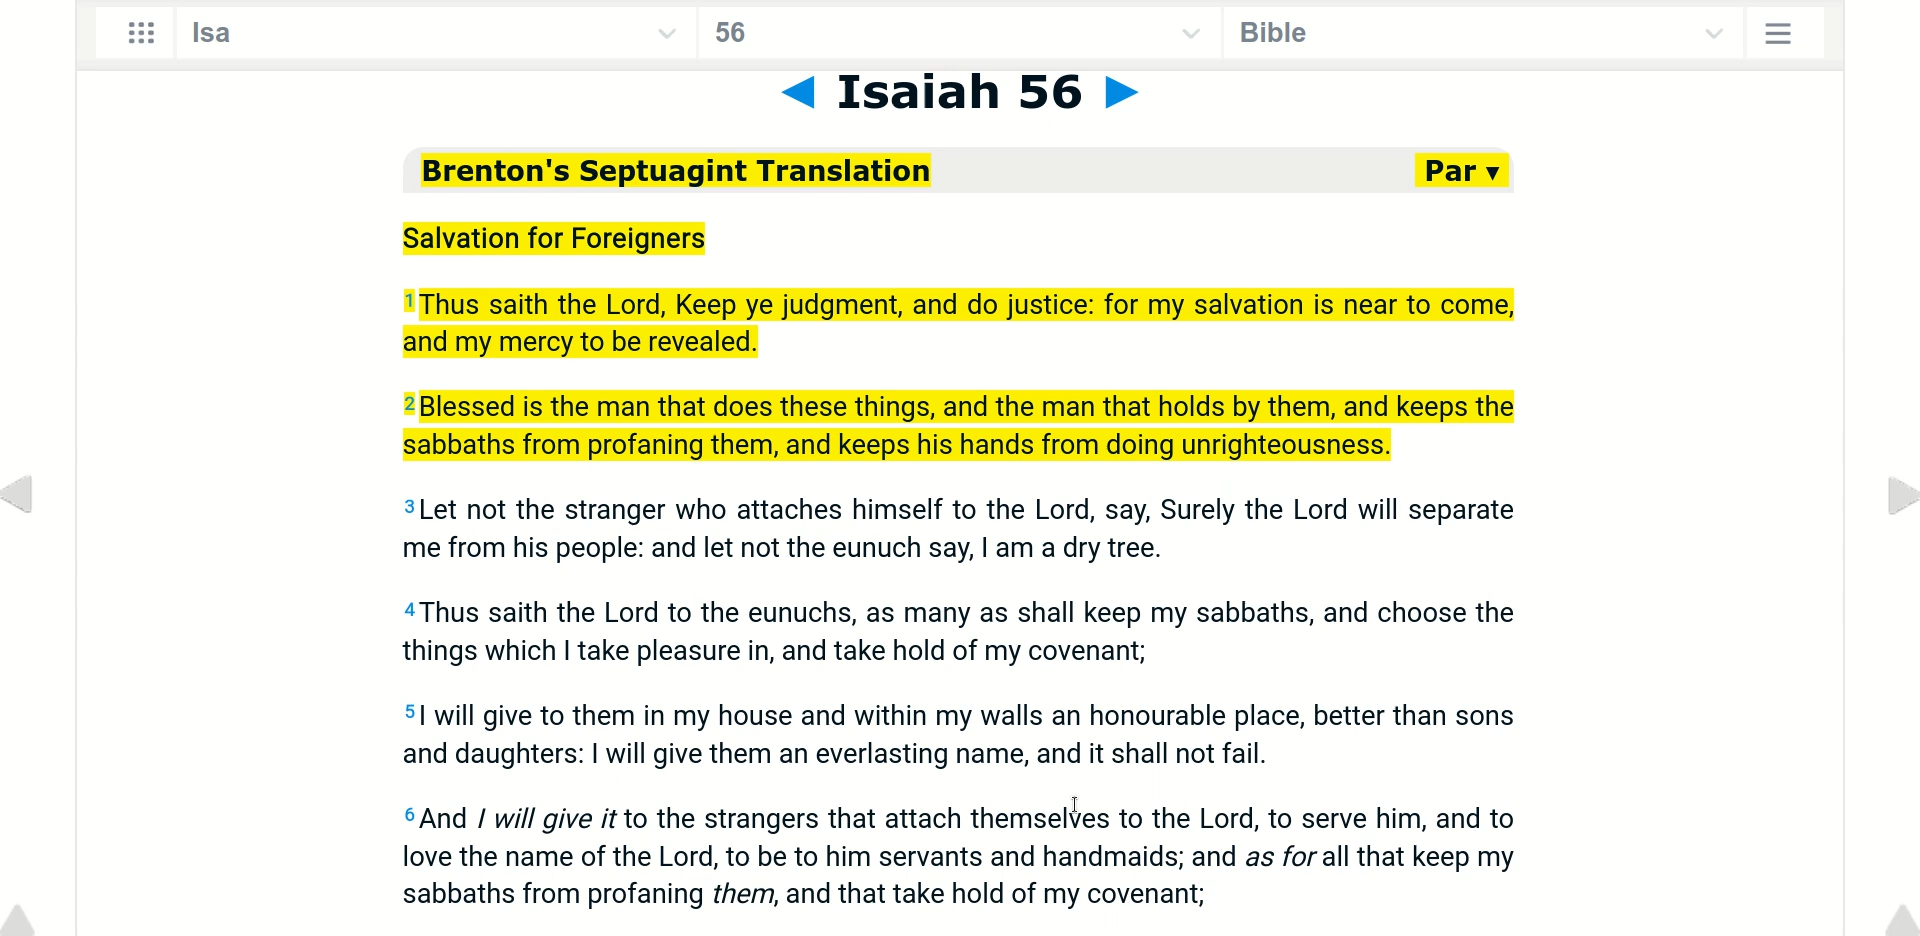 Isa 56 Bible
◀ Isaiah 56 ▶
Brenton's Septuagint Translation Par ▾
Salvation for Foreigners
1 Thus saith the Lord, Keep ye judgment, and do justice: for my salvation is near to come,
and my mercy to be revealed.
2 Blessed is the man that does these things, and the man that holds by them, and keeps the
sabbaths from profaning them, and keeps his hands from doing unrighteousness.
3 Let not the stranger who attaches himself to the Lord, say, Surely the Lord will separate
me from his people: and let not the eunuch say, I am a dry tree.
4 Thus saith the Lord to the eunuchs, as many as shall keep my sabbaths, and choose the
things which I take pleasure in, and take hold of my covenant;
5 I will give to them in my house and within my walls an honourable place, better than sons
and daughters: I will give them an everlasting name, and it shall not fail.
6 And I will give it to the strangers that attach themselves to the Lord, to serve him, and to
love the name of the Lord, to be to him servants and handmaids; and as for all that keep my
sabbaths from profaning them, and that take hold of my covenant;